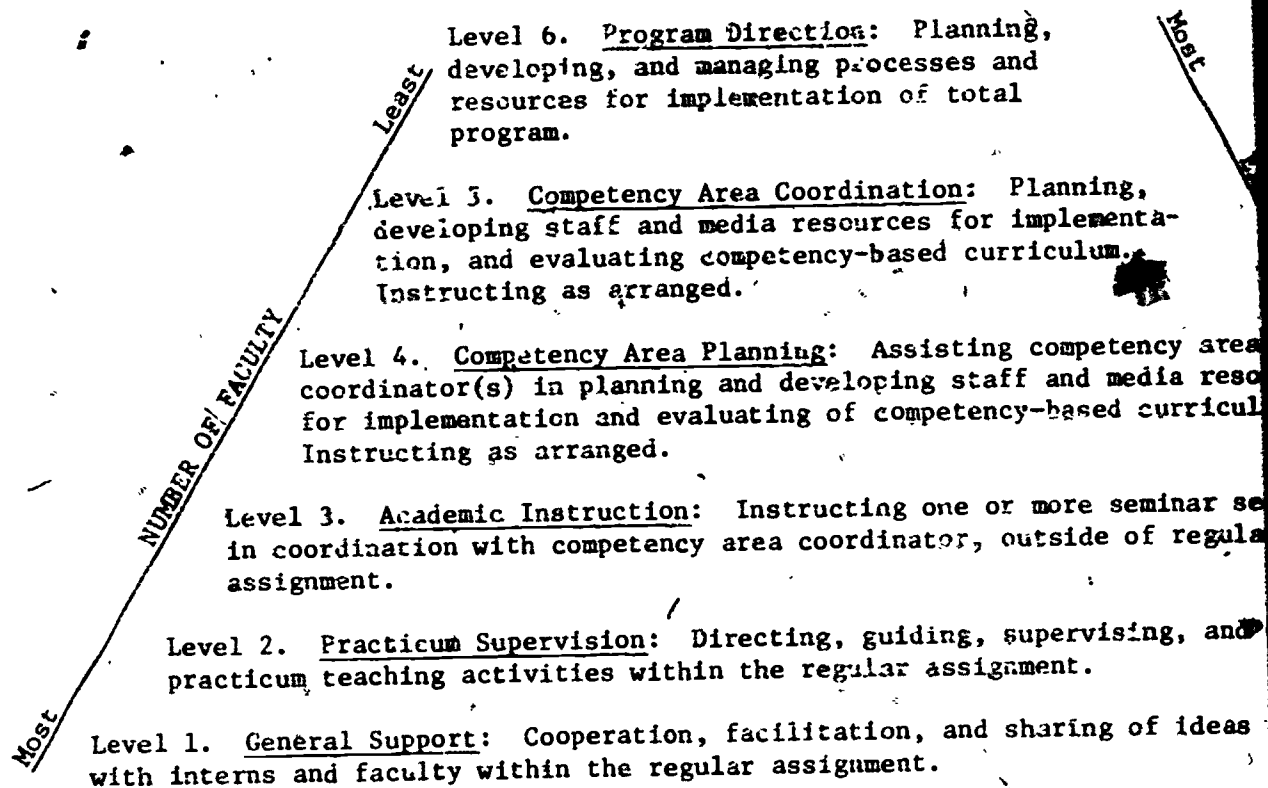 Most
Level 6. Program Direction: Planning,
developing, and managing processes and
resources for implementation of total
program.
Least
Level 5. Competency Area Coordination: Planning,
developing staff and media resources for implementa-
tion, and evaluating competency-based curriculum.
Instructing as arranged.
NUMBER OF FACULTY
Level 4. Competency Area Planning: Assisting competency area
coordinator(s) in planning and developing staff and media reso
for implementation and evaluating of competency-based curricul
Instructing as arranged.
Level 3. Academic Instruction: Instructing one or more seminar se
in coordination with competency area coordinator, outside of regula
assignment.
Level 2. Practicum Supervision: Directing, guiding, supervising, and
practicum teaching activities within the regular assignment.
Most
Level 1. General Support: Cooperation, facilitation, and sharing of ideas
with interns and faculty within the regular assignment.